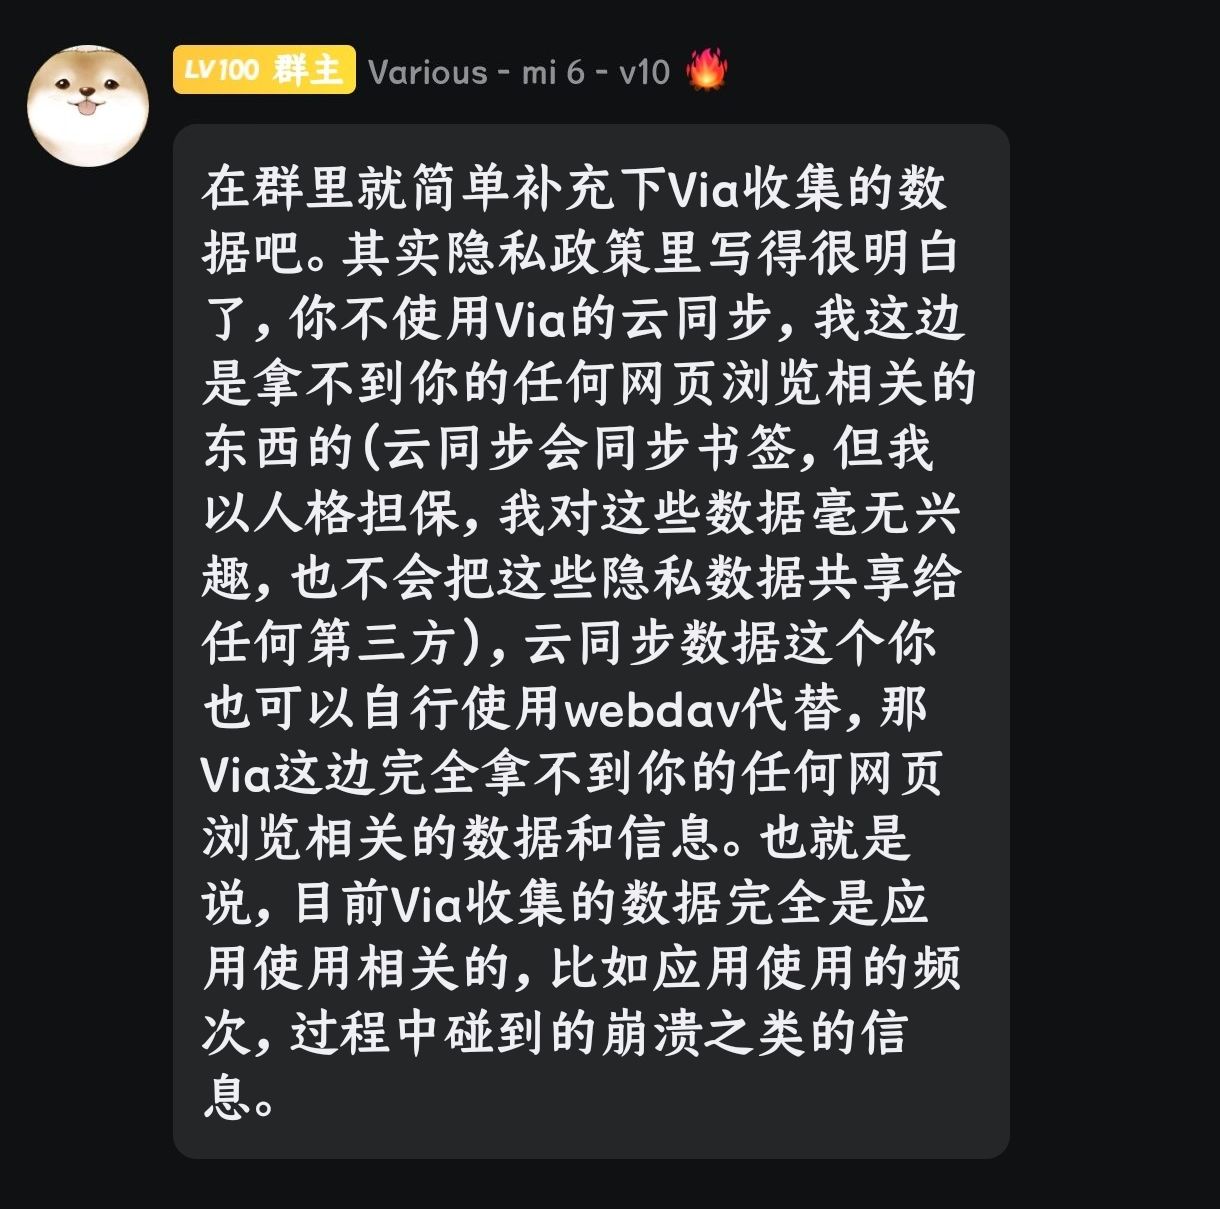 LV100 群主 Various - mi 6 - v10 🔥
在群里就简单补充下Via收集的数
据吧。其实隐私政策里写得很明白
了，你不使用Via的云同步，我这边
是拿不到你的任何网页浏览相关的
东西的（云同步会同步书签，但我
以人格担保，我对这些数据毫无兴
趣，也不会把这些隐私数据共享给
任何第三方），云同步数据这个你
也可以自行使用webdav代替，那
Via这边完全拿不到你的任何网页
浏览相关的数据和信息。也就是
说，目前Via收集的数据完全是应
用使用相关的，比如应用使用的频
次，过程中碰到的崩溃之类的信
息。